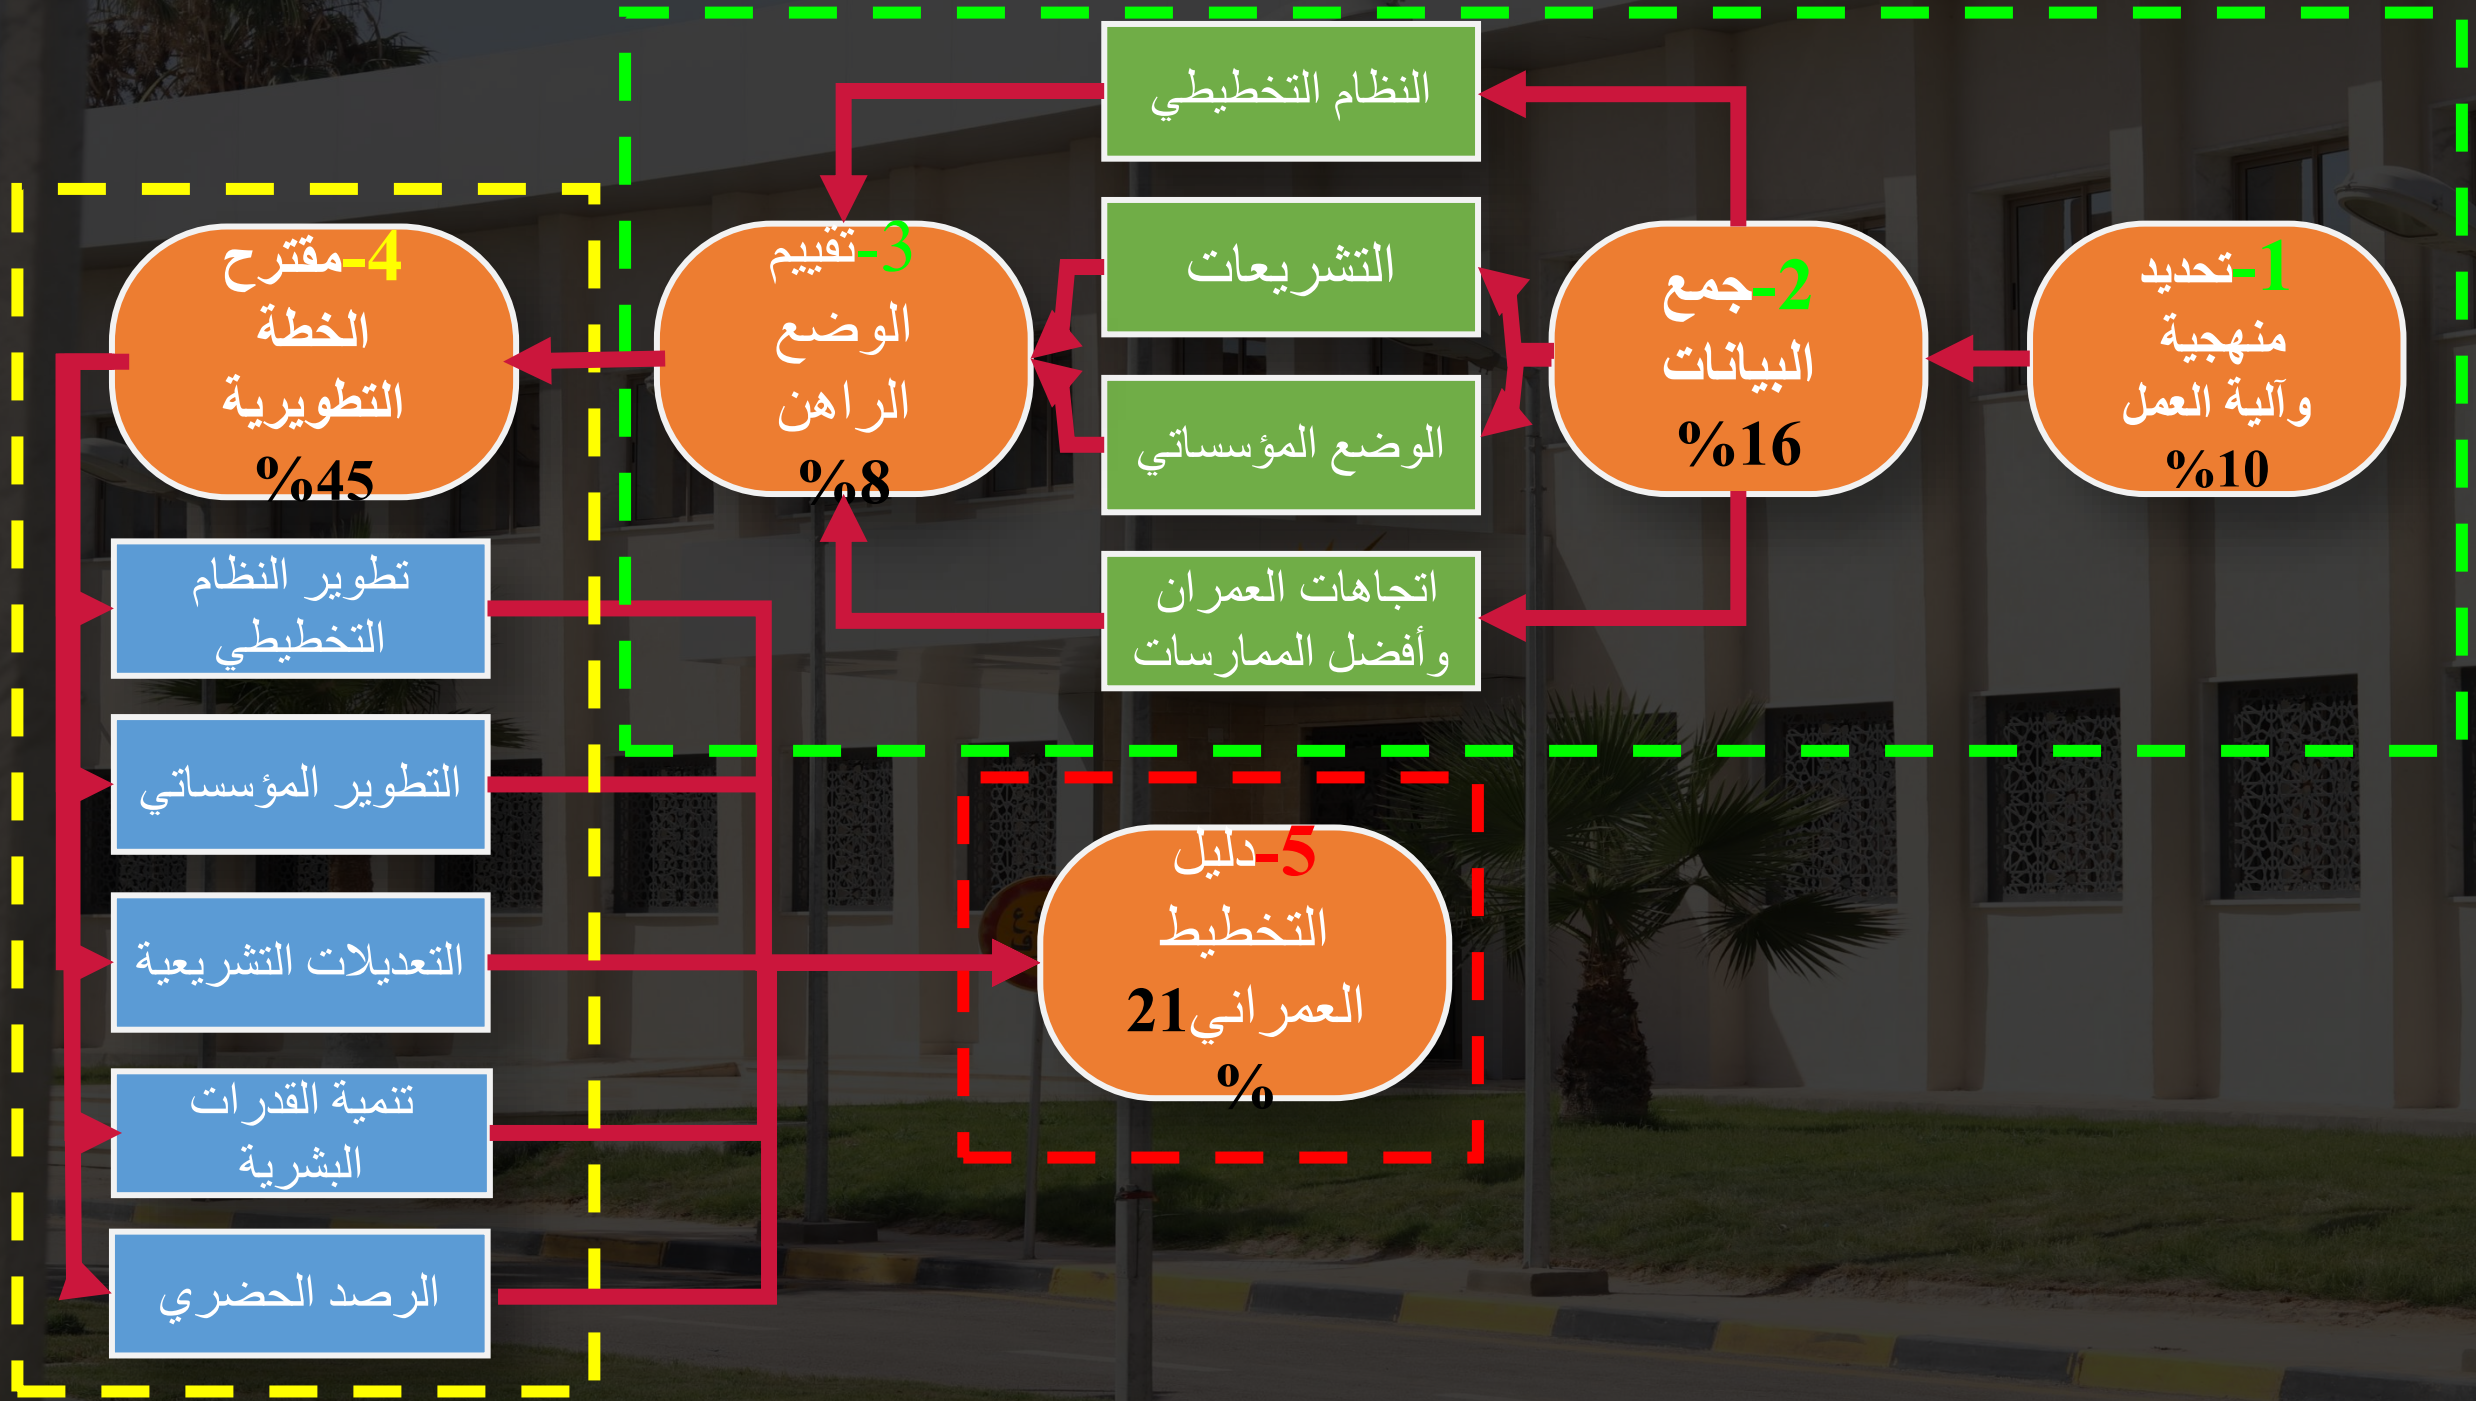 1-تحديد
منهجية
وآلية العمل
%10
2-جمع
البيانات
%16
النظام التخطيطي
التشريعات
الوضع المؤسساتي
اتجاهات العمران
وأفضل الممارسات
3-تقييم
الوضع
الراهن
%8
4-مقترح
الخطة
التطويرية
%45
تطوير النظام
التخطيطي
التطوير المؤسساتي
التعديلات التشريعية
تنمية القدرات
البشرية
الرصد الحضري
5-دليل
التخطيط
العمراني21
%